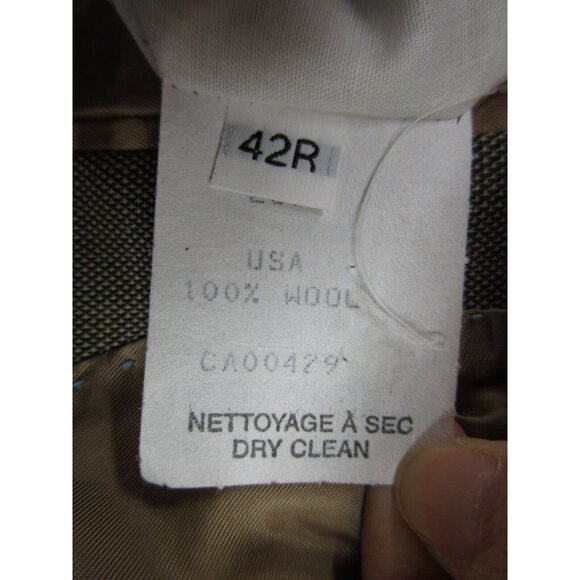 42R
USA
100% WOOL
CA00429
NETTOYAGE À SEC
DRY CLEAN